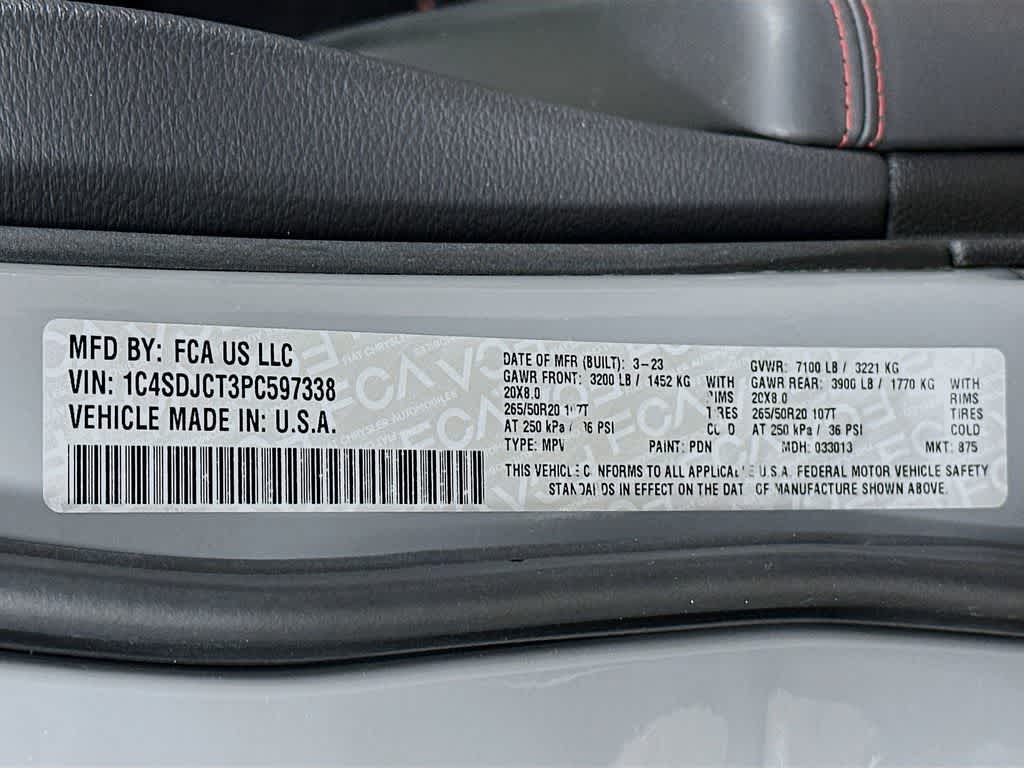 MFD BY: FCA US LLC
VIN: 1C4SDJCT3PC597338
VEHICLE MADE IN: U.S.A.
DATE OF MFR (BUILT): 3-23
GAWR FRONT: 3200 LB / 1452 KG WITH
20X8.0 RIMS
265/50R20 107T TIRES
AT 250 kPa / 36 PSI COLD
TYPE: MPV PAINT: PDN
GVWR: 7100 LB / 3221 KG
GAWR REAR: 3900 LB / 1770 KG WITH
20X8.0 RIMS
265/50R20 107T TIRES
AT 250 kPa / 36 PSI COLD
MDH: 033013 MKT: 875
THIS VEHICLE CONFORMS TO ALL APPLICABLE U.S.A. FEDERAL MOTOR VEHICLE SAFETY
STANDARDS IN EFFECT ON THE DATE OF MANUFACTURE SHOWN ABOVE.